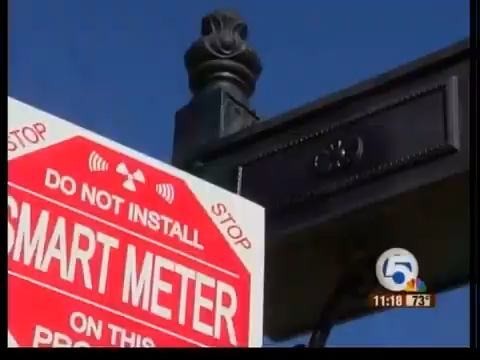 STOP
DO NOT INSTALL
STOP
SMART METER
ON THIS
5
11:18 73°